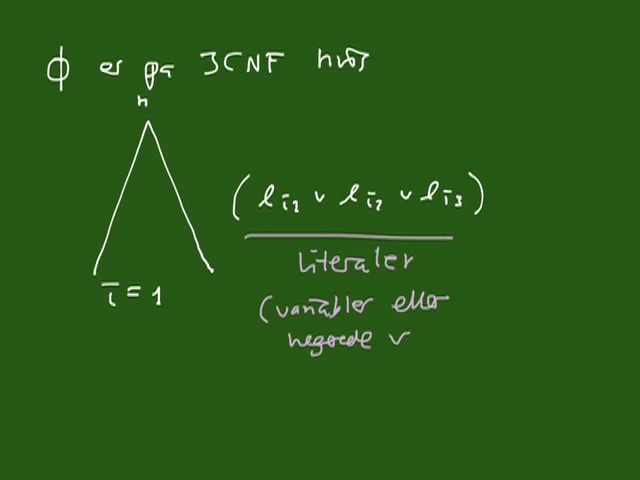 ϕ er på 3CNF hvis
n
⋀ (l_i1 ∨ l_i2 ∨ l_i3)
i = 1
Literaler
(variabler eller
negerede v